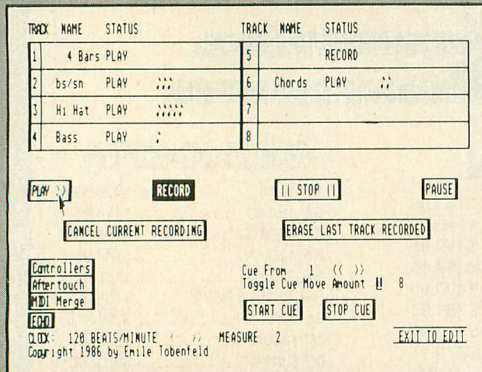 TRACK NAME STATUS TRACK NAME STATUS
1 4 Bars PLAY 5 RECORD
2 bs/sn PLAY ;;; 6 Chords PLAY ;;
3 Hi Hat PLAY ;;;;; 7
4 Bass PLAY ; 8
PLAY >> RECORD || STOP || PAUSE
CANCEL CURRENT RECORDING ERASE LAST TRACK RECORDED
Controllers
Aftertouch
MIDI Merge
ECHO
Cue From 1 << >>
Toggle Cue Move Amount 8
START CUE STOP CUE
CLOCK: 120 BEATS/MINUTE < > MEASURE 2 EXIT TO EDIT
Copyright 1986 by Emile Tobenfeld